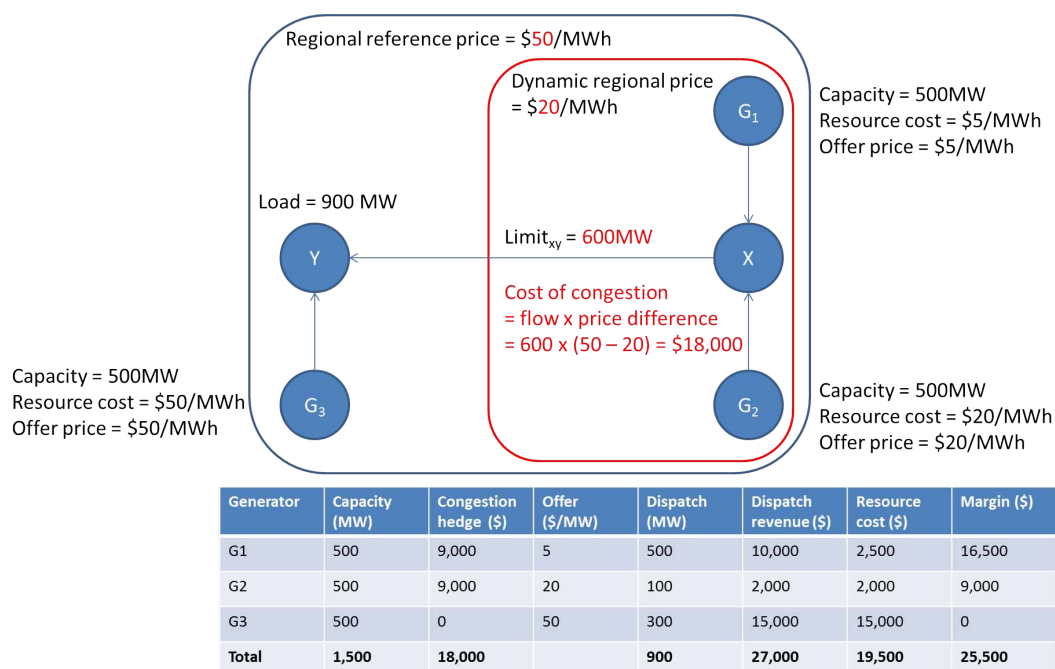 Regional reference price = $50/MWh
Dynamic regional price
= $20/MWh
G1
Capacity = 500MW
Resource cost = $5/MWh
Offer price = $5/MWh
Load = 900 MW
Y
Limitxy = 600MW
X
Cost of congestion
= flow x price difference
= 600 x (50 – 20) = $18,000
Capacity = 500MW
Resource cost = $50/MWh
Offer price = $50/MWh
G3
G2
Capacity = 500MW
Resource cost = $20/MWh
Offer price = $20/MWh
Generator Capacity (MW) Congestion hedge ($) Offer ($/MW) Dispatch (MW) Dispatch revenue ($) Resource cost ($) Margin ($)
G1 500 9,000 5 500 10,000 2,500 16,500
G2 500 9,000 20 100 2,000 2,000 9,000
G3 500 0 50 300 15,000 15,000 0
Total 1,500 18,000 900 27,000 19,500 25,500